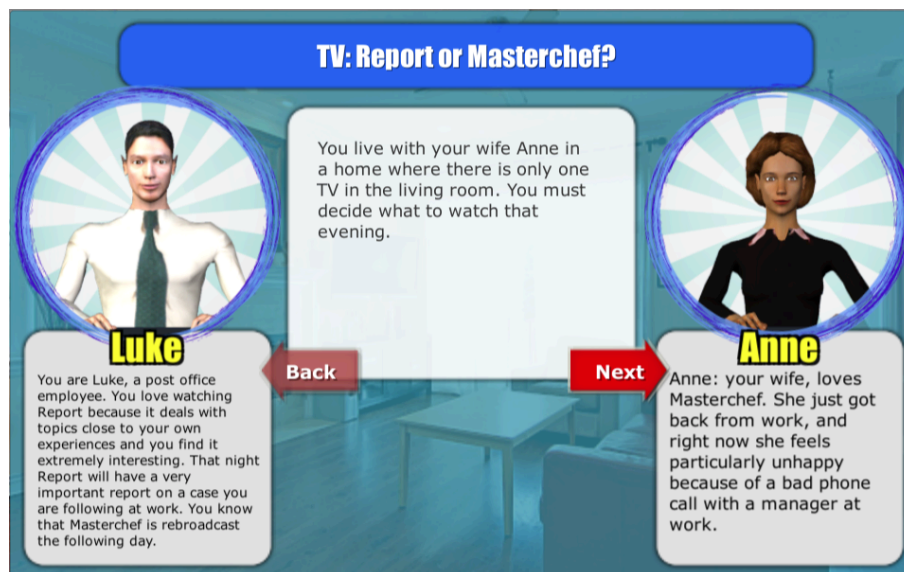 TV: Report or Masterchef?
You live with your wife Anne in
a home where there is only one
TV in the living room. You must
decide what to watch that
evening.
Luke
You are Luke, a post office
employee. You love watching
Report because it deals with
topics close to your own
experiences and you find it
extremely interesting. That night
Report will have a very
important report on a case you
are following at work. You know
that Masterchef is rebroadcast
the following day.
Back
Next
Anne
Anne: your wife, loves
Masterchef. She just got
back from work, and
right now she feels
particularly unhappy
because of a bad phone
call with a manager at
work.